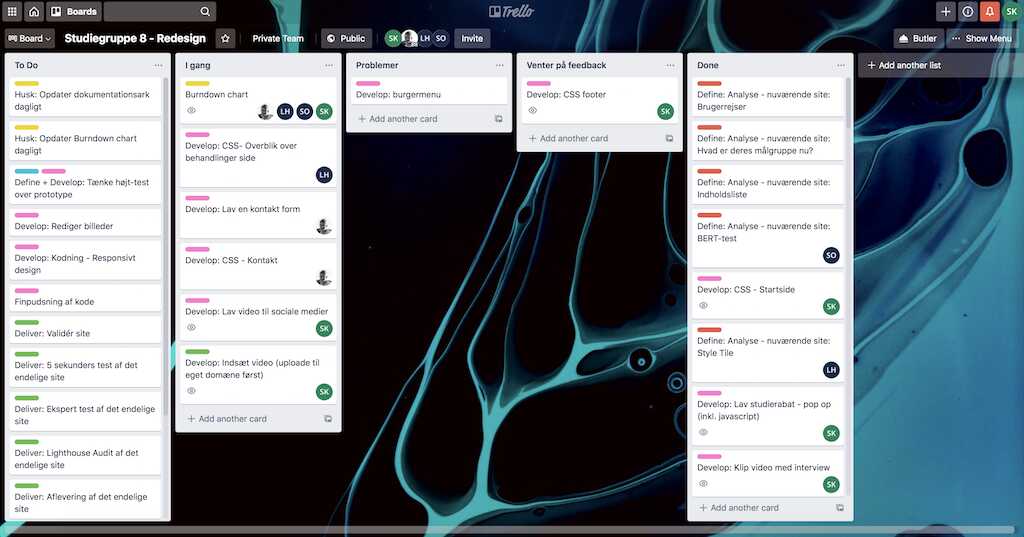 Boards
Trello
SK
Board
Studiegruppe 8 - Redesign
Private Team
Public
SK
LH
SO
Invite
Butler
Show Menu
To Do
Husk: Opdater dokumentationsark
dagligt
Husk: Opdater Burndown chart
dagligt
Define + Develop: Tænke højt-test
over prototype
Develop: Rediger billeder
Develop: Kodning - Responsivt
design
Finpudsning af kode
Deliver: Validér site
Deliver: 5 sekunders test af det
endelige site
Deliver: Ekspert test af det endelige
site
Deliver: Lighthouse Audit af det
endelige site
Deliver: Aflevering af det endelige
site
I gang
Burndown chart
LH
SO
SK
Develop: CSS- Overblik over
behandlinger side
LH
Develop: Lav en kontakt form
Develop: CSS - Kontakt
Develop: Lav video til sociale medier
SK
Develop: Indsæt video (uploade til
eget domæne først)
SK
+ Add another card
Problemer
Develop: burgermenu
+ Add another card
Venter på feedback
Develop: CSS footer
SK
+ Add another card
Done
Define: Analyse - nuværende site:
Brugerrejser
Define: Analyse - nuværende site:
Hvad er deres målgruppe nu?
Define: Analyse - nuværende site:
Indholdsliste
Define: Analyse - nuværende site:
BERT-test
SO
Develop: CSS - Startside
SK
Define: Analyse - nuværende site:
Style Tile
LH
Develop: Lav studierabat - pop op
(inkl. javascript)
SK
Develop: Klip video med interview
SK
+ Add another card
+ Add another list